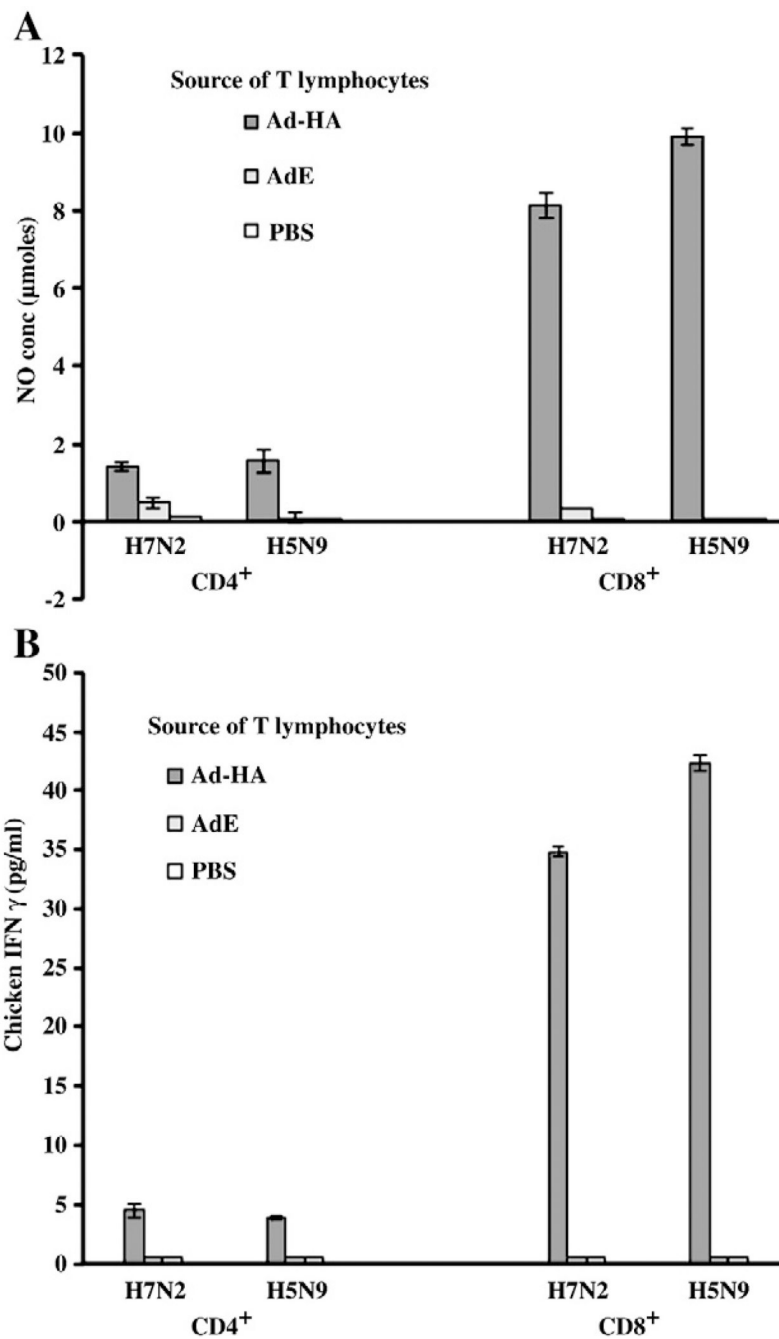 A
12
10
8
6
4
2
0
-2
NO conc (µmoles)
Source of T lymphocytes
Ad-HA
AdE
PBS
H7N2 H5N9 H7N2 H5N9
CD4+ CD8+
B
50
45
40
35
30
25
20
15
10
5
0
Chicken IFN γ (pg/ml)
Source of T lymphocytes
Ad-HA
AdE
PBS
H7N2 H5N9 H7N2 H5N9
CD4+ CD8+